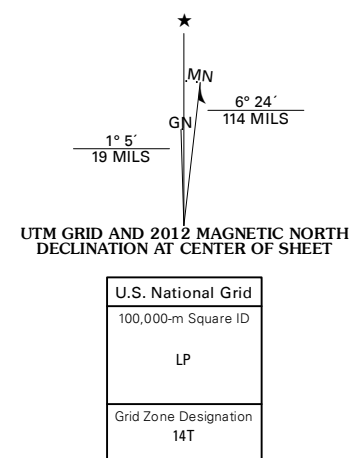 ★
MN
GN
6° 24´
114 MILS
1° 5´
19 MILS
UTM GRID AND 2012 MAGNETIC NORTH
DECLINATION AT CENTER OF SHEET
U.S. National Grid
100,000-m Square ID
LP
Grid Zone Designation
14T